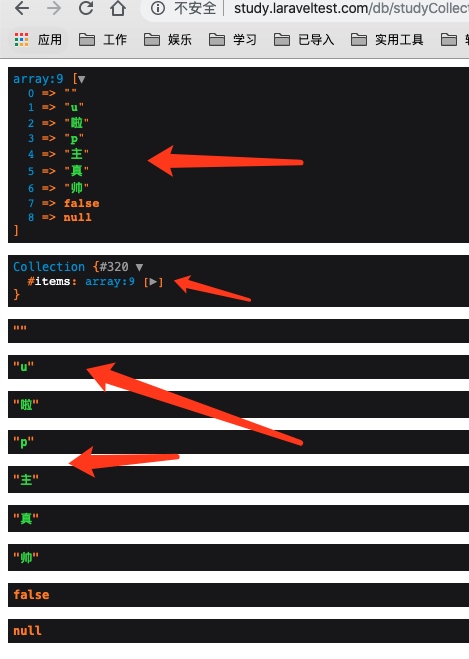 不安全 study.laraveltest.com/db/studyCollec
应用 工作 娱乐 学习 已导入 实用工具
array:9 [▼
0 => ""
1 => "u"
2 => "啦"
3 => "p"
4 => "主"
5 => "真"
6 => "帅"
7 => false
8 => null
]
Collection {#320 ▼
#items: array:9 [▶]
}
""
"u"
"啦"
"p"
"主"
"真"
"帅"
false
null